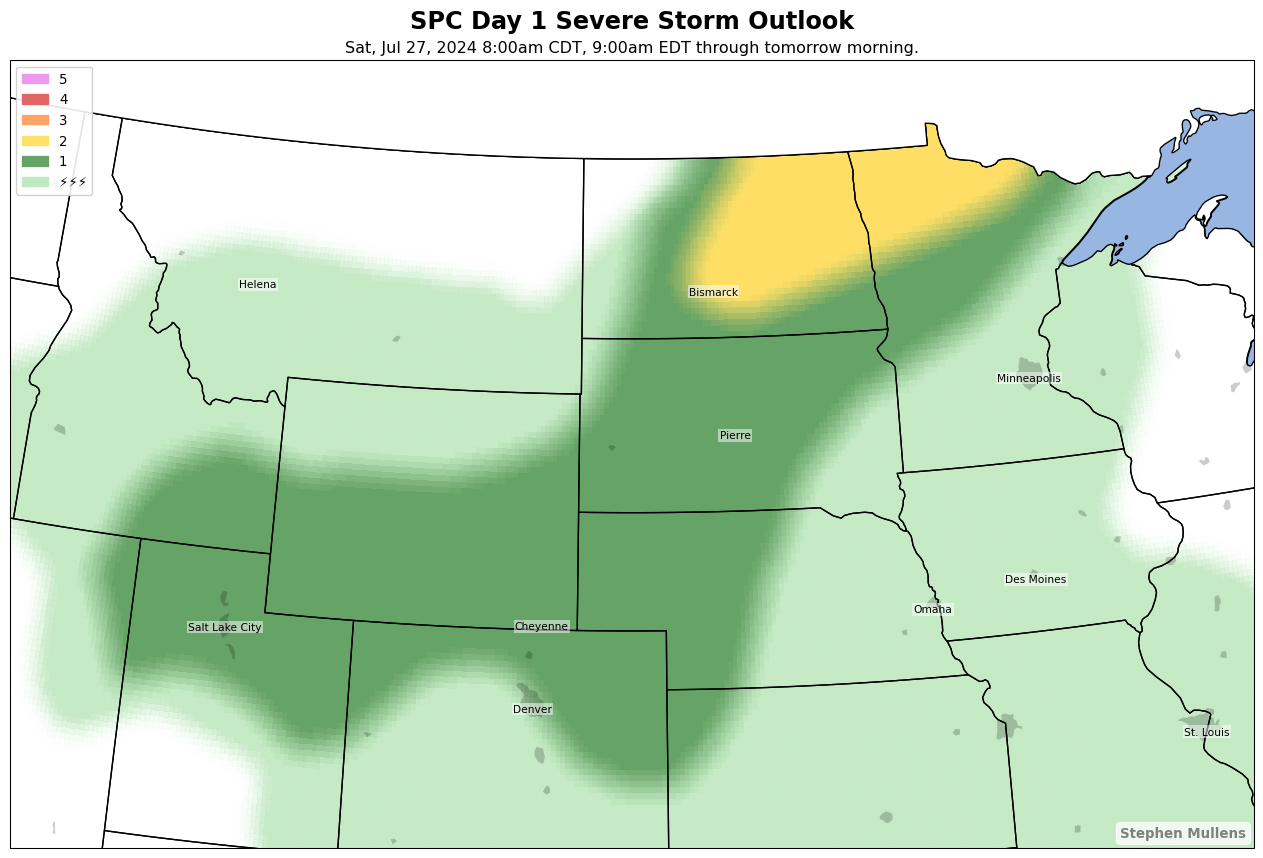 SPC Day 1 Severe Storm Outlook
Sat, Jul 27, 2024 8:00am CDT, 9:00am EDT through tomorrow morning.
5
4
3
2
1
⚡⚡⚡
Helena
Bismarck
Minneapolis
Pierre
Des Moines
Omaha
Salt Lake City
Cheyenne
Denver
St. Louis
Stephen Mullens